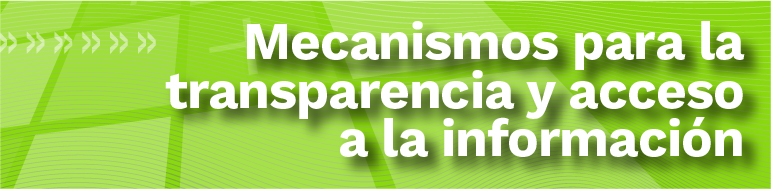 »»»»»»
Mecanismos para la
transparencia y acceso
a la información